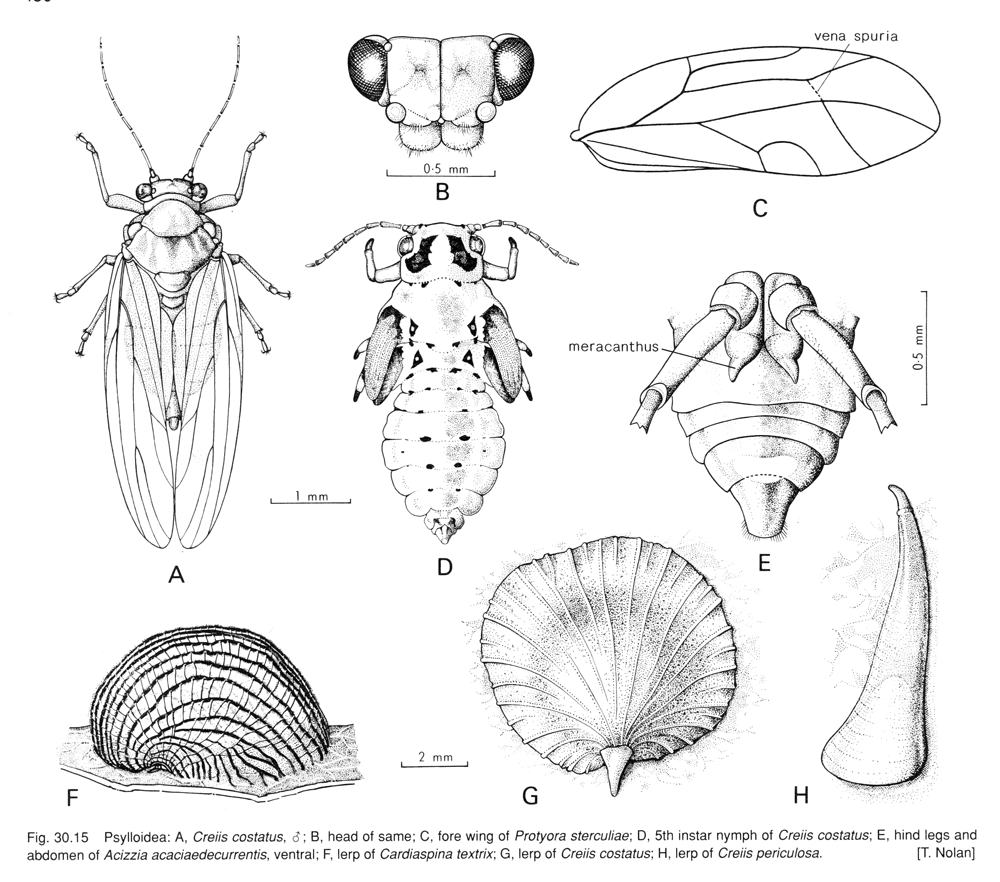 vena spuria
0·5 mm
B
C
meracanthus
0·5 mm
1 mm
A
D
E
2 mm
F
G
H
Fig. 30.15 Psylloidea: A, Creiis costatus, ♂; B, head of same; C, fore wing of Protyora sterculiae; D, 5th instar nymph of Creiis costatus; E, hind legs and
abdomen of Acizzia acaciaedecurrentis, ventral; F, lerp of Cardiaspina textrix; G, lerp of Creiis costatus; H, lerp of Creiis periculosa. [T. Nolan]